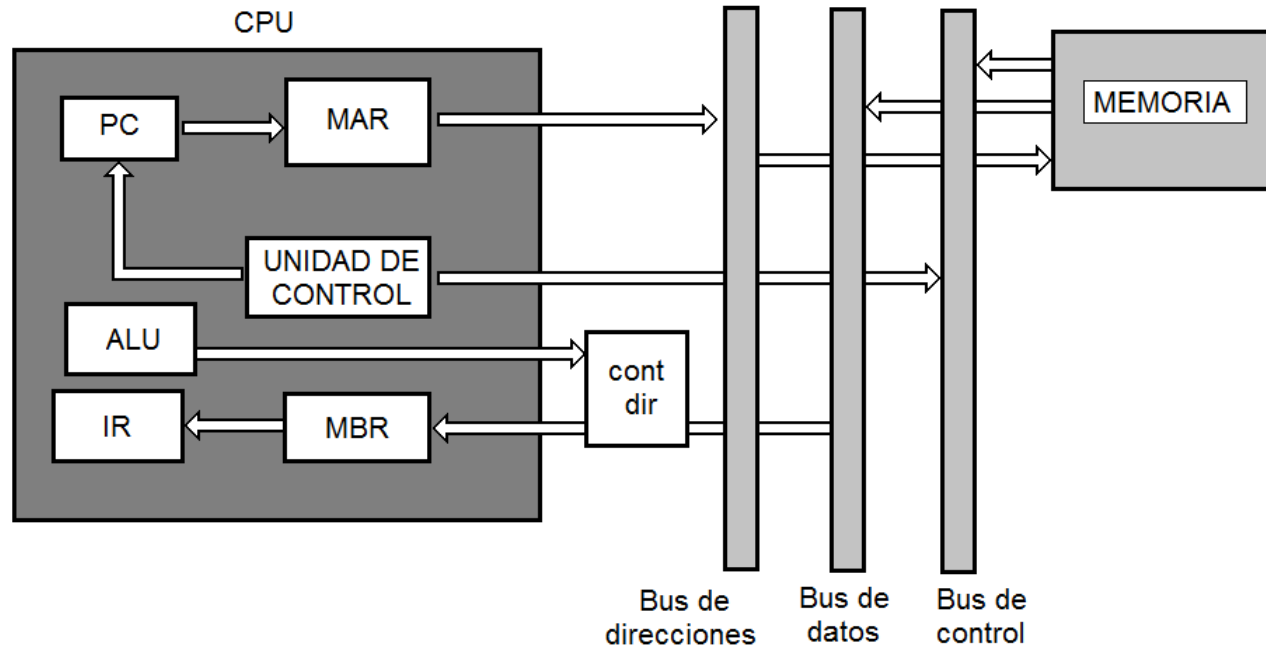 CPU
PC
MAR
MEMORIA
UNIDAD DE
CONTROL
ALU
cont
dir
IR
MBR
Bus de
direcciones
Bus de
datos
Bus de
control